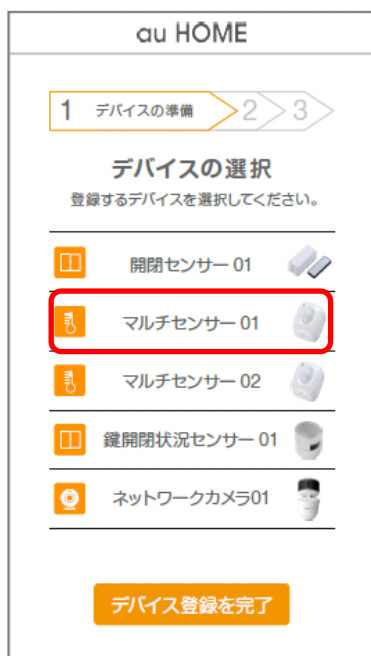 au HOME
1 デバイスの準備 2 3
デバイスの選択
登録するデバイスを選択してください。
開閉センサー 01
マルチセンサー 01
マルチセンサー 02
鍵開閉状況センサー 01
ネットワークカメラ01
デバイス登録を完了